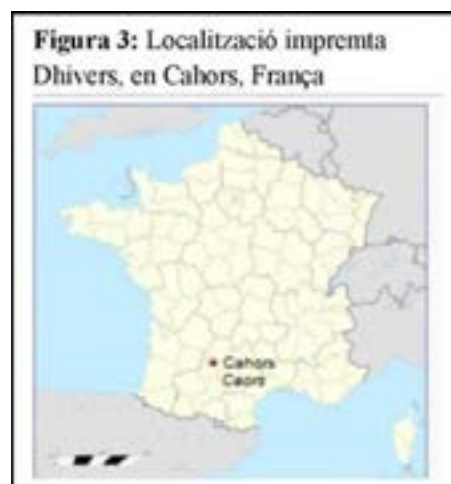 Figura 3: Localització impremta
Dhivers, en Cahors, França
Cahors
Caors